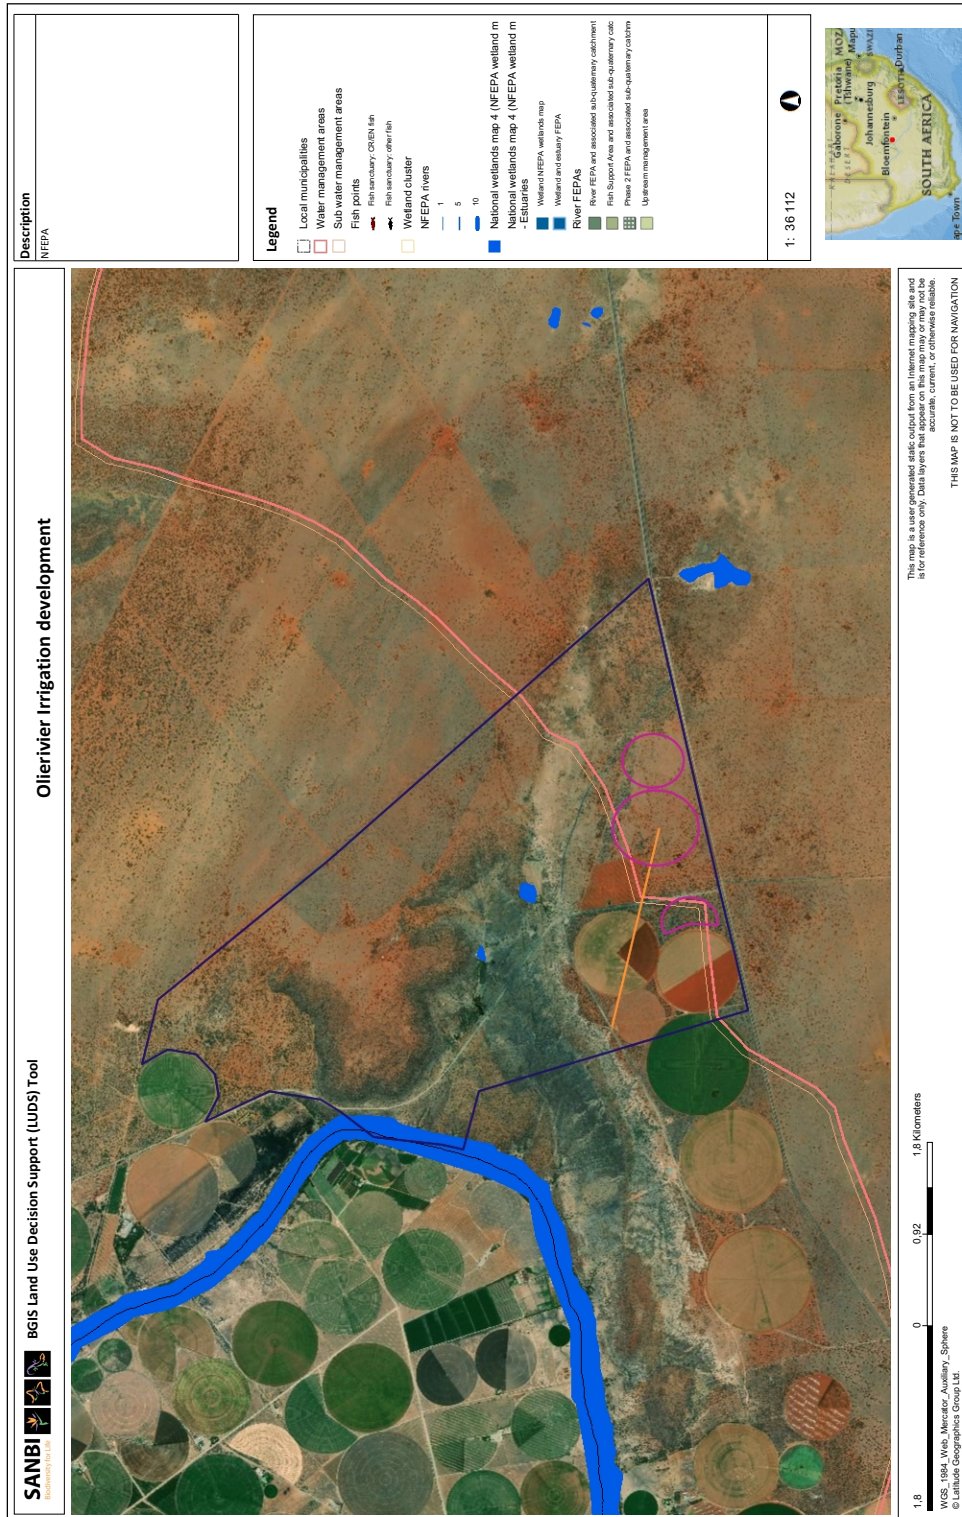 SANBI
Biodiversity for Life
BGIS Land Use Decision Support (LUDS) Tool
Olierivier Irrigation development
Description
NFEPA
Legend
Local municipalities
Water management areas
Sub water management areas
Fish points
Fish sanctuary: CR/EN fish
Fish sanctuary: other fish
Wetland cluster
NFEPA rivers
1
5
10
National wetlands map 4 (NFEPA wetland m
National wetlands map 4 (NFEPA wetland m
- Estuaries
Wetland NFEPA wetlands map
Wetland and estuary FEPA
River FEPAs
River FEPA and associated sub-quaternary catchment
Fish Support Area and associated sub-quaternary catc
Phase 2 FEPA and associated sub-quaternary catchm
Upstream management area
1: 36 112
KALAHARI
DESERT
Gaborone
Pretoria
(Tshwane)
MOZ
Mapu
Johannesburg
SWAZI
Bloemfontein
LESOTHO
Durban
SOUTH AFRICA
ape Town
1.8
0
0.92
1.8 Kilometers
WGS_1984_Web_Mercator_Auxiliary_Sphere
© Latitude Geographics Group Ltd.
This map is a user generated static output from an Internet mapping site and
is for reference only. Data layers that appear on this map may or may not be
accurate, current, or otherwise reliable.
THIS MAP IS NOT TO BE USED FOR NAVIGATION